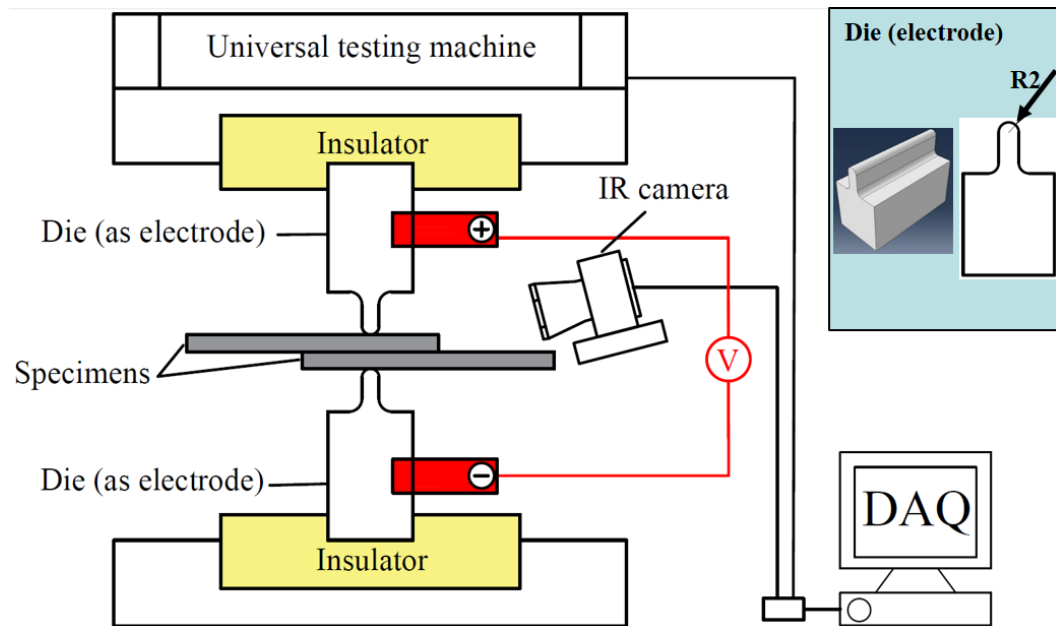 Universal testing machine
Die (electrode)
R2
Insulator
IR camera
Die (as electrode)
+
Specimens
V
Die (as electrode)
−
DAQ
Insulator